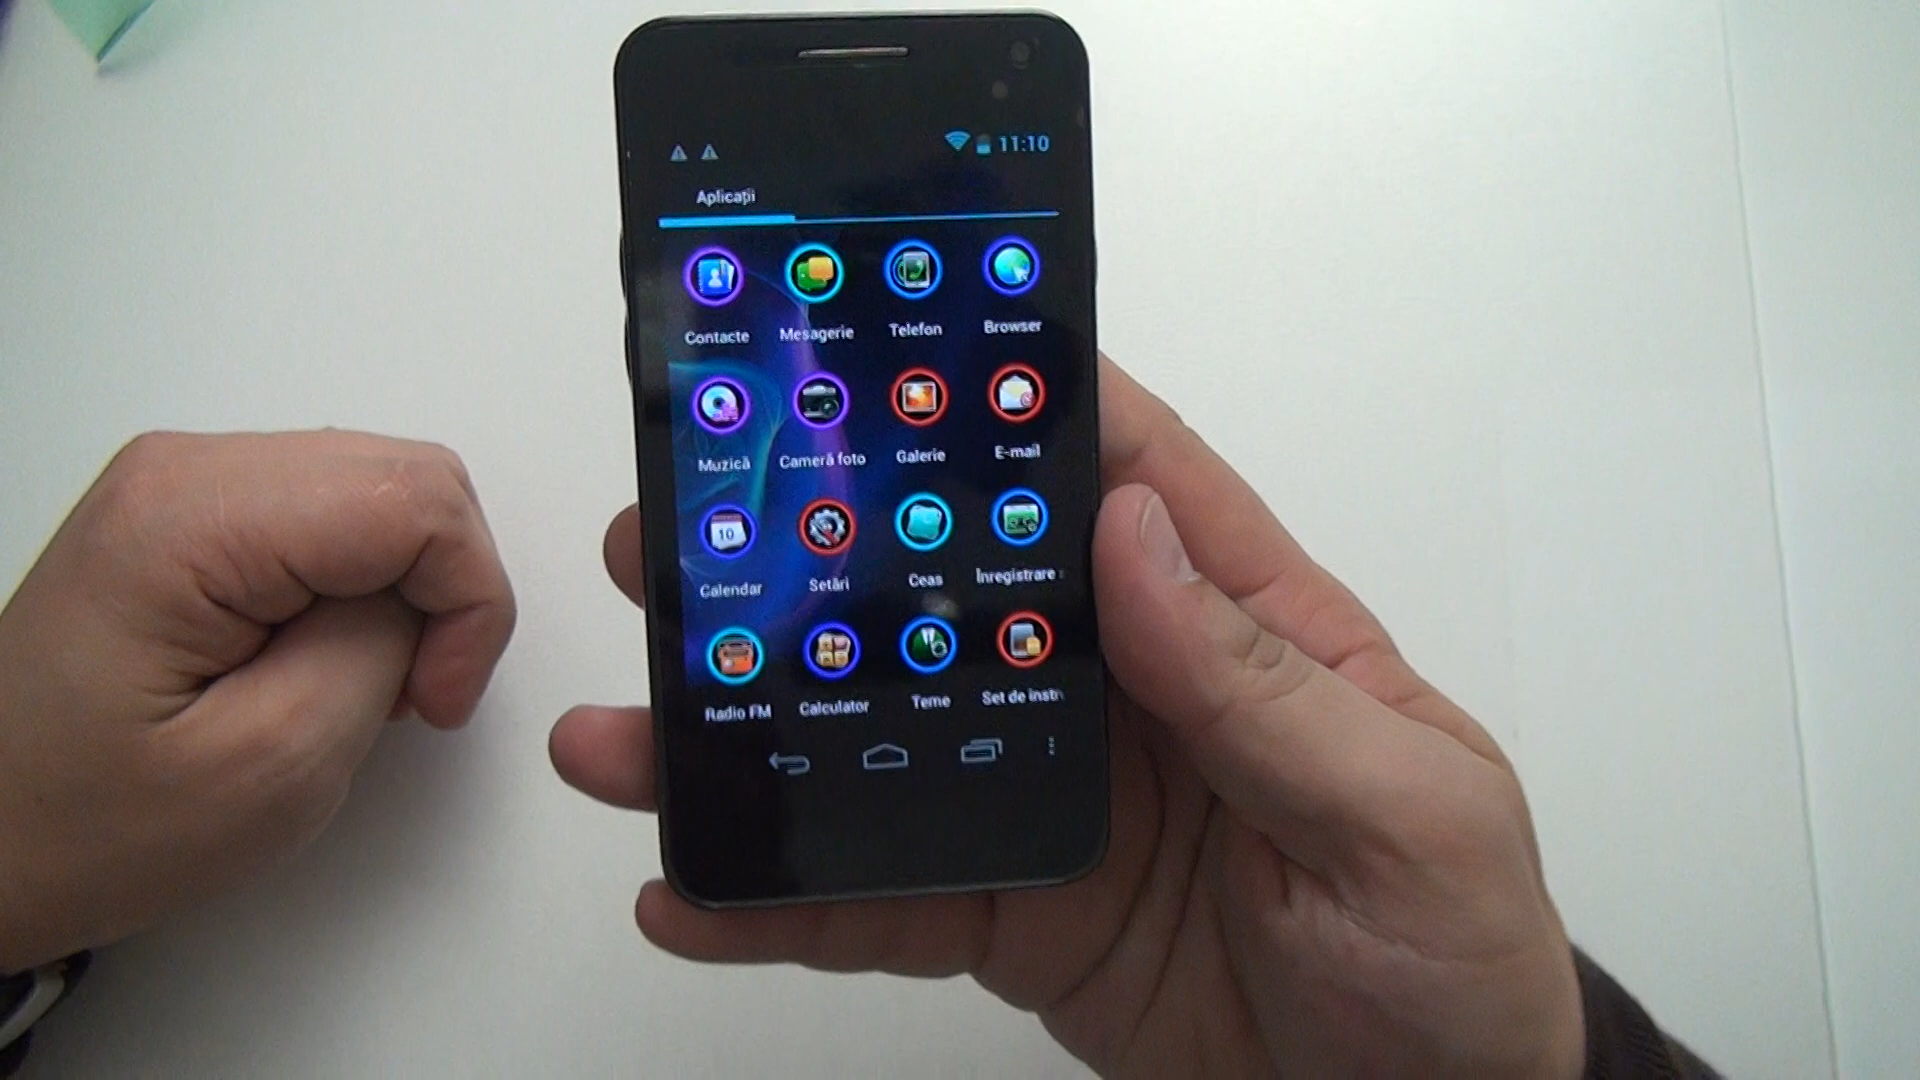 11:10
Aplicații
Contacte Mesagerie Telefon Browser
Muzică Cameră foto Galerie E-mail
10
Calendar Setări Ceas Înregistrare
Radio FM Calculator Teme Set de instr